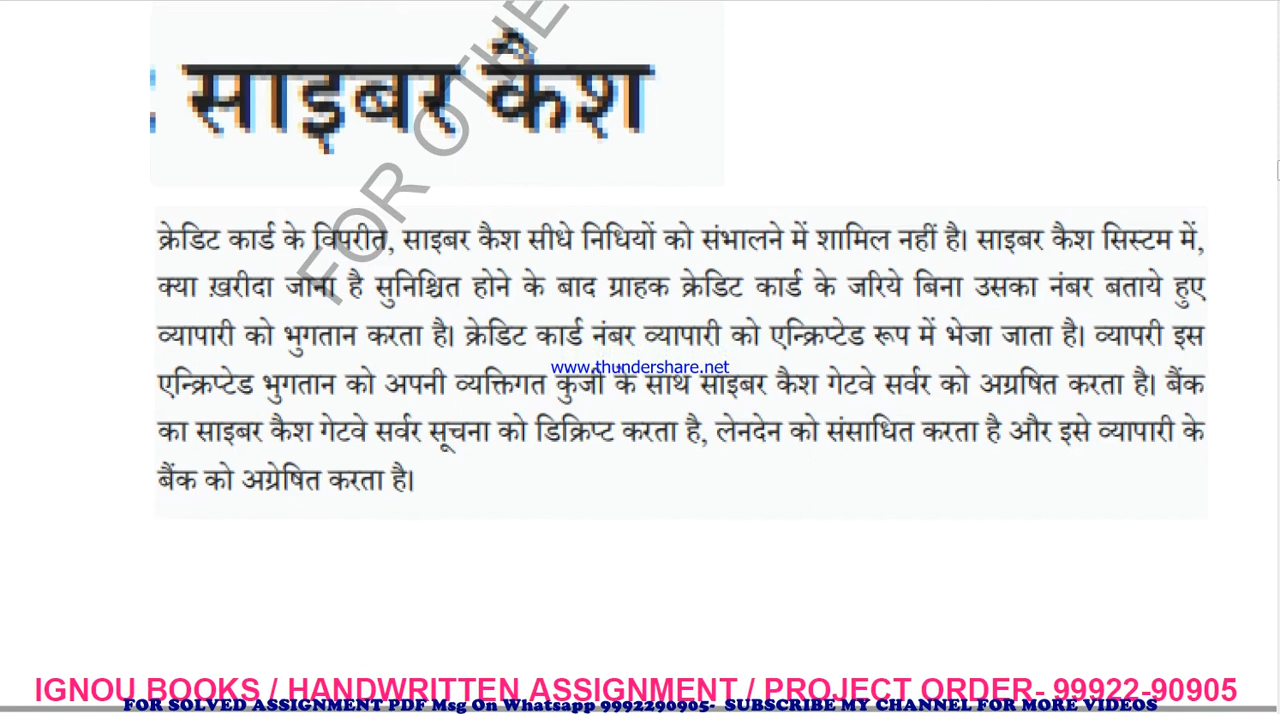 साइबर कैश
FOR OTHE
क्रेडिट कार्ड के विपरीत, साइबर कैश सीधे निधियों को संभालने में शामिल नहीं है। साइबर कैश सिस्टम में,
क्या ख़रीदा जाना है सुनिश्चित होने के बाद ग्राहक क्रेडिट कार्ड के जरिये बिना उसका नंबर बताये हुए
व्यापारी को भुगतान करता है। क्रेडिट कार्ड नंबर व्यापारी को एन्क्रिप्टेड रूप में भेजा जाता है। व्यापरी इस
www.thundershare.net
एन्क्रिप्टेड भुगतान को अपनी व्यक्तिगत कुंजी के साथ साइबर कैश गेटवे सर्वर को अग्रषित करता है। बैंक
का साइबर कैश गेटवे सर्वर सूचना को डिक्रिप्ट करता है, लेनदेन को संसाधित करता है और इसे व्यापारी के
बैंक को अग्रेषित करता है।
IGNOU BOOKS / HANDWRITTEN ASSIGNMENT / PROJECT ORDER- 99922-90905
FOR SOLVED ASSIGNMENT PDF Msg On Whatsapp 9992290905- SUBSCRIBE MY CHANNEL FOR MORE VIDEOS